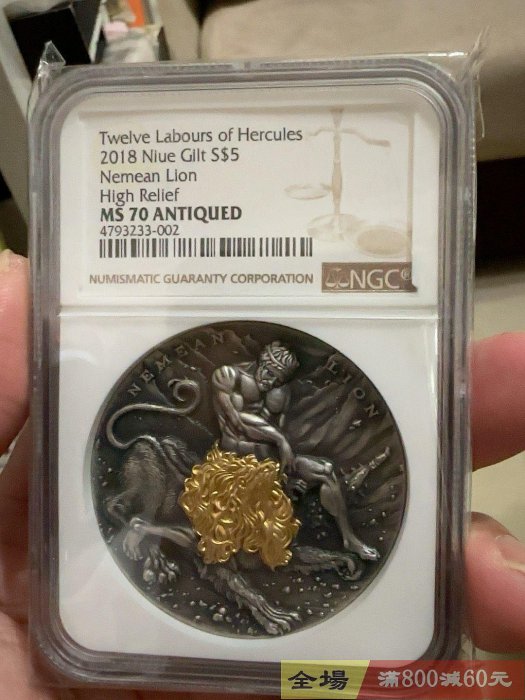 Twelve Labours of Hercules
2018 Niue Gilt S$5
Nemean Lion
High Relief
MS 70 ANTIQUED
4793233-002
NUMISMATIC GUARANTY CORPORATION
NGC®
NEMEAN LION
全場 滿800減60元